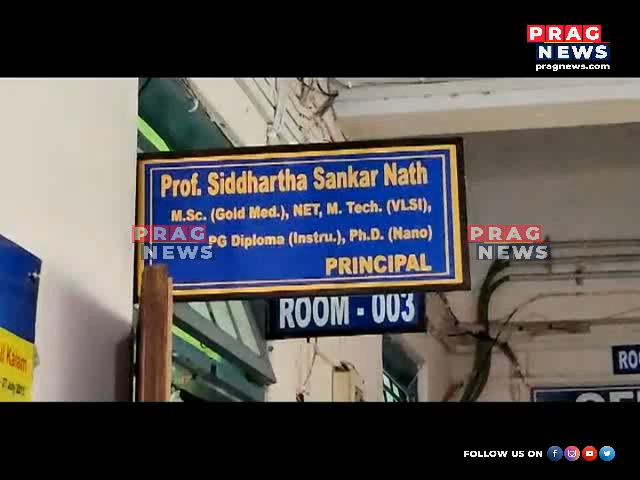 PRAG
NEWS
pragnews.com
Prof. Siddhartha Sankar Nath
M.Sc. (Gold Med.), NET, M. Tech. (VLSI),
PG Diploma (Instru.), Ph.D. (Nano)
PRINCIPAL
PRAG
NEWS
PRAG
NEWS
ROOM - 003
Kalam
FOLLOW US ON